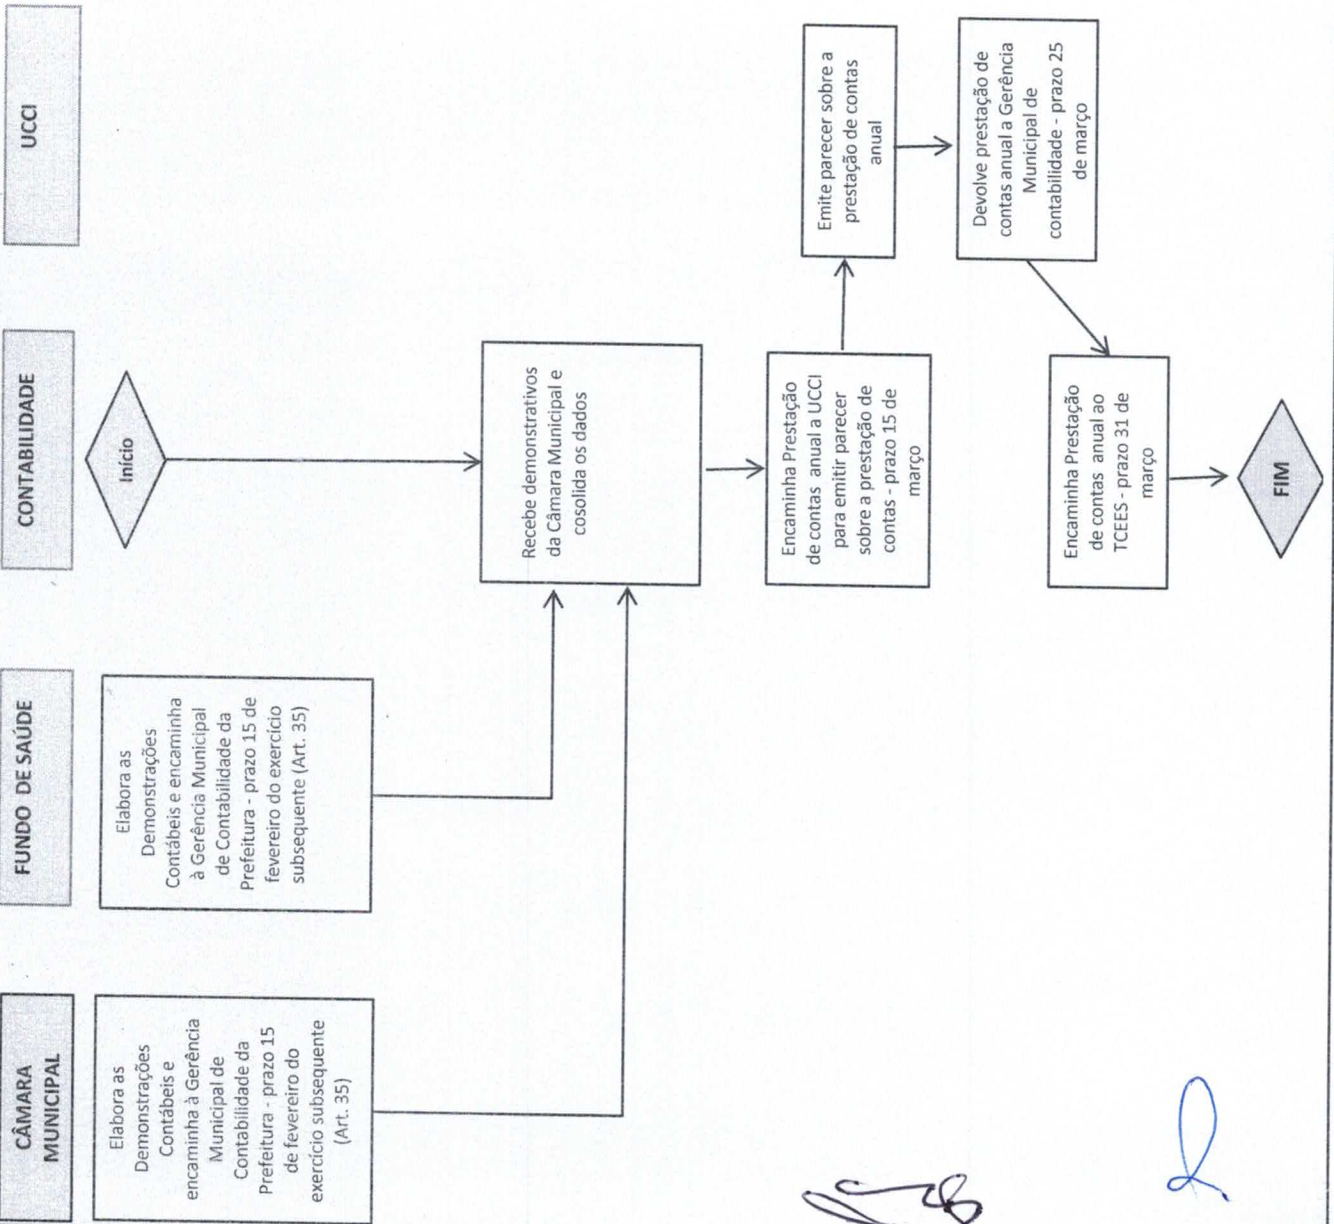 CÂMARA
MUNICIPAL
FUNDO DE SAÚDE
CONTABILIDADE
UCCI
Elabora as
Demonstrações
Contábeis e
encaminha à Gerência
Municipal de
Contabilidade da
Prefeitura - prazo 15
de fevereiro do
exercício subsequente
(Art. 35)
Elabora as
Demonstrações
Contábeis e encaminha
à Gerência Municipal
de Contabilidade da
Prefeitura - prazo 15 de
fevereiro do exercício
subsequente (Art. 35)
Início
Recebe demonstrativos
da Câmara Municipal e
cosolida os dados
Encaminha Prestação
de contas anual a UCCI
para emitir parecer
sobre a prestação de
contas - prazo 15 de
março
Emite parecer sobre a
prestação de contas
anual
Devolve prestação de
contas anual a Gerência
Municipal de
contabilidade - prazo 25
de março
Encaminha Prestação
de contas anual ao
TCEES - prazo 31 de
março
FIM